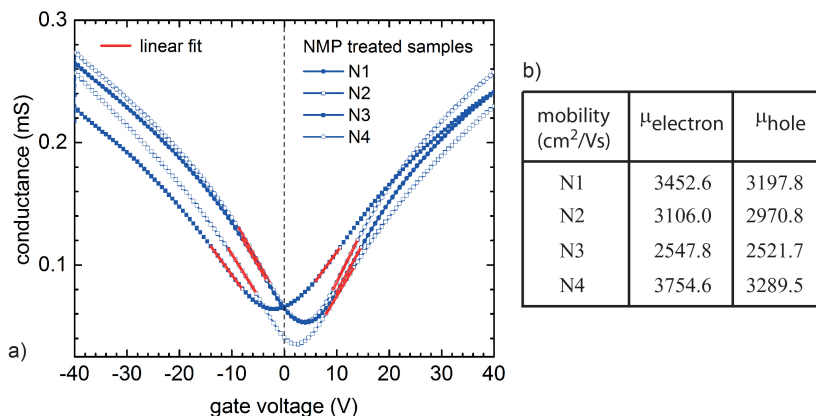 0.3
0.2
0.1
conductance (mS)
linear fit
NMP treated samples
N1
N2
N3
N4
-40 -30 -20 -10 0 10 20 30 40
gate voltage (V)
a)
b)
mobility (cm²/Vs) μelectron μhole
N1 3452.6 3197.8
N2 3106.0 2970.8
N3 2547.8 2521.7
N4 3754.6 3289.5